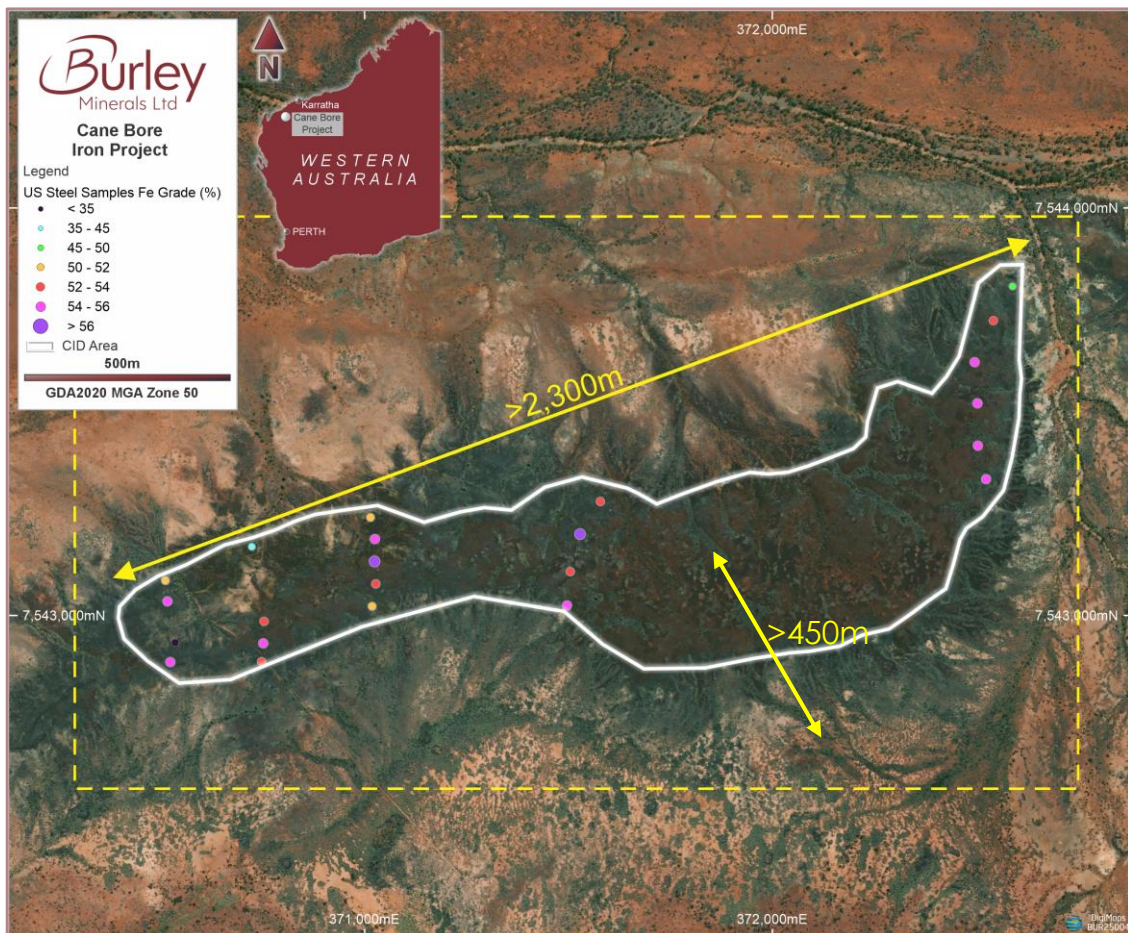 372,000mE
Burley
Minerals Ltd
Cane Bore
Iron Project
Legend
US Steel Samples Fe Grade (%)
< 35
35 - 45
45 - 50
50 - 52
52 - 54
54 - 56
> 56
CID Area
500m
GDA2020 MGA Zone 50
N
Karratha
Cane Bore
Project
WESTERN
AUSTRALIA
PERTH
7,544,000mN
>2,300m
7,543,000mN
7,543,000mN
>450m
371,000mE
372,000mE
DigiMaps
BUR25004